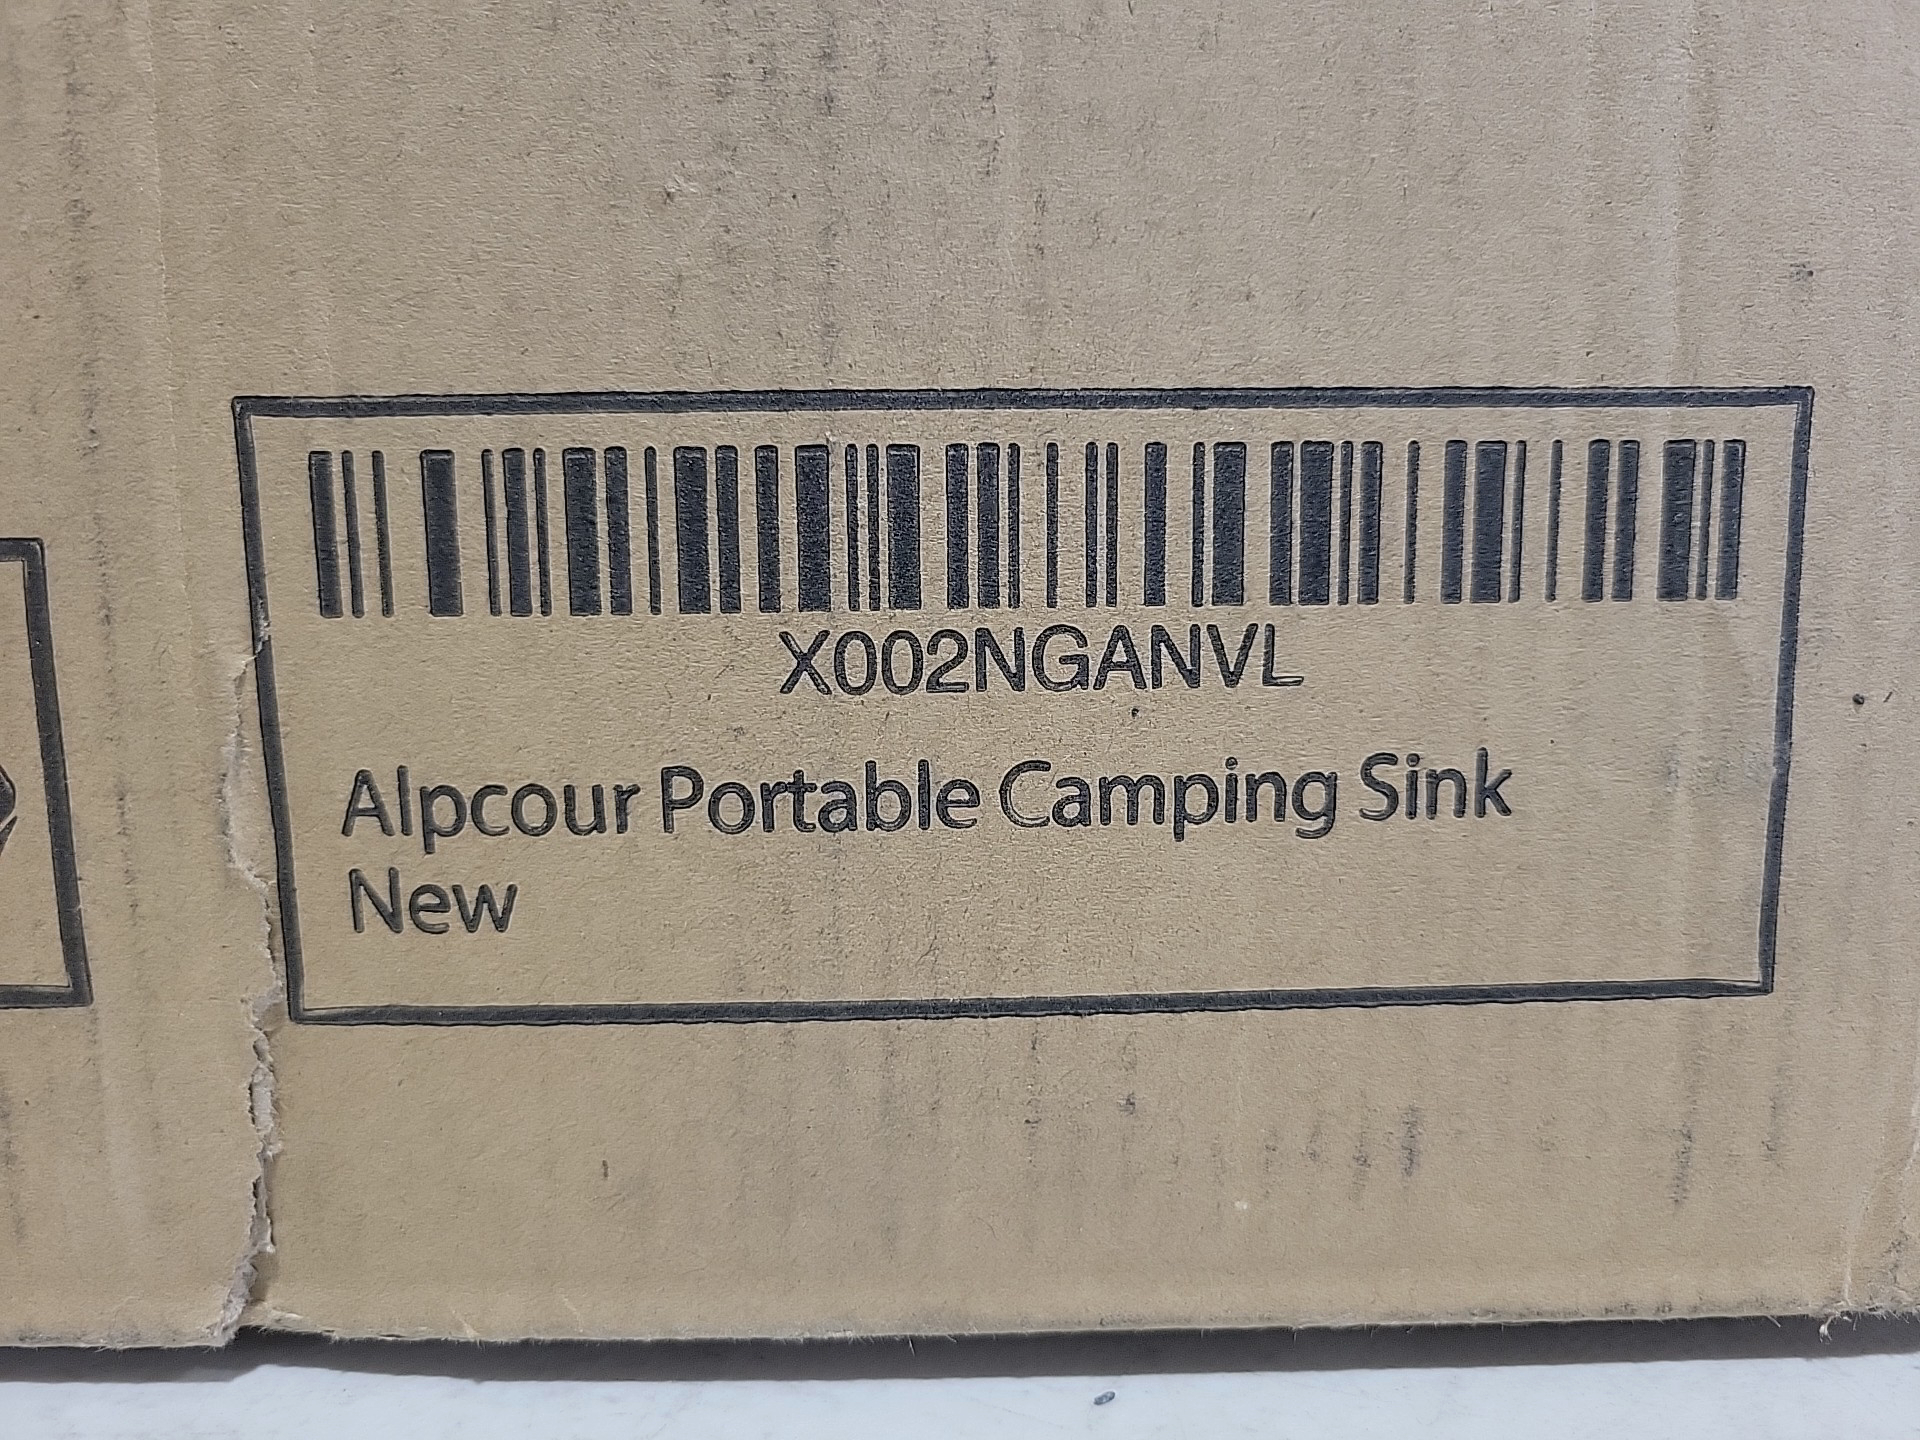 X002NGANVL
Alpcour Portable Camping Sink
New